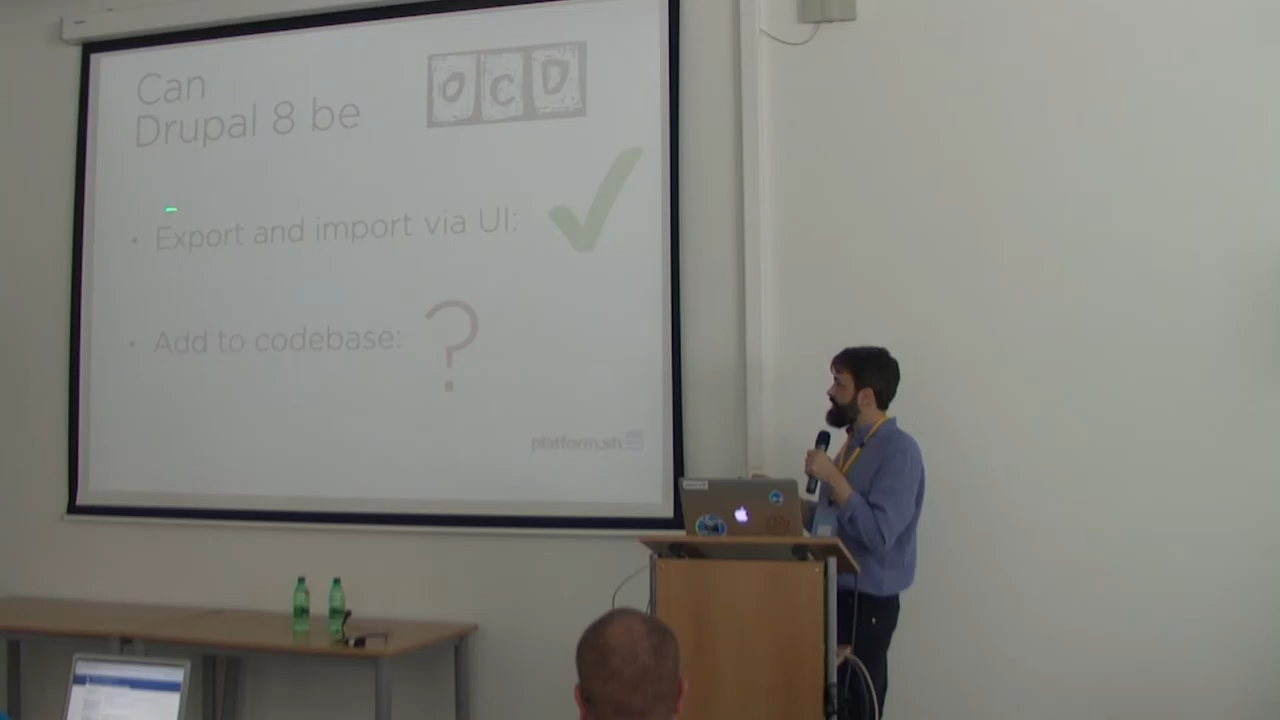 Can
Drupal 8 be
OCD
• Export and import via UI:
• Add to codebase: ?
platform.sh